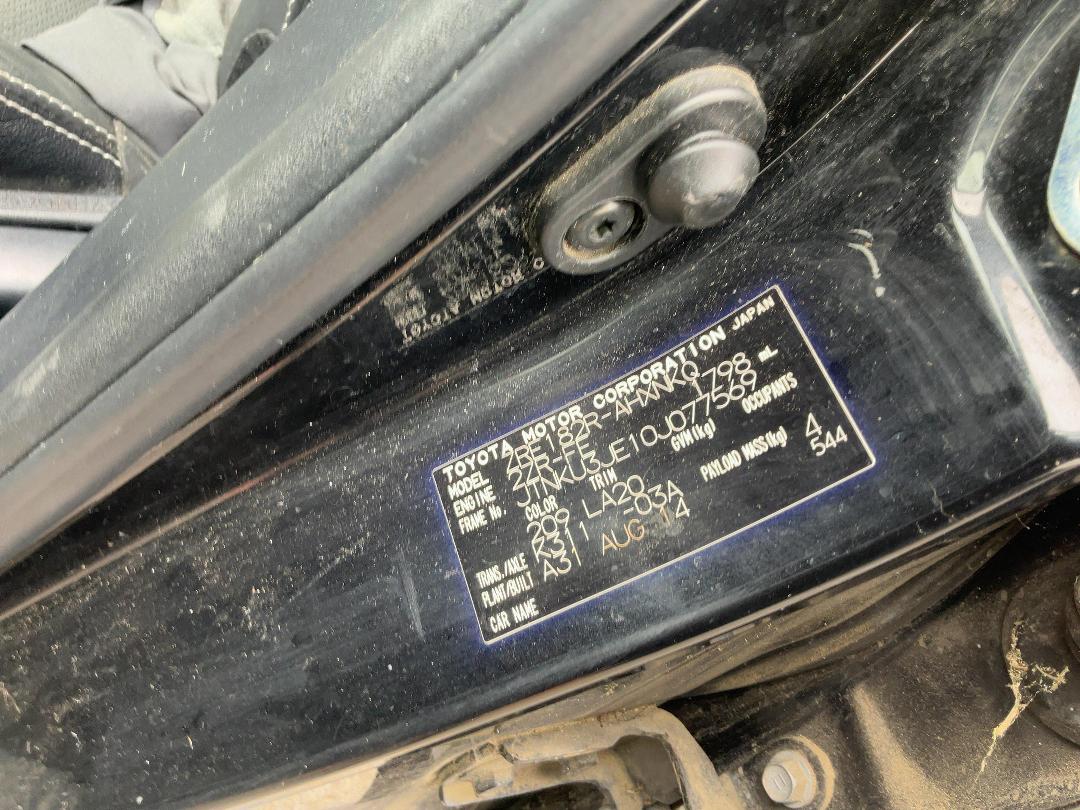 TOYOTA MOTOR CORPORATION JAPAN
MODEL ZRE182R-AHXNKQ
ENGINE 2ZR-FE 1798 mL
FRAME No. JTNKU3JE10J077569
COLOR TRIM GVM(kg) OCCUPANTS
209 LA20 4
TRANS./AXLE K311 -03A PAYLOAD MASS(kg) 544
PLANT/BUILT A31 AUG 14
CAR NAME